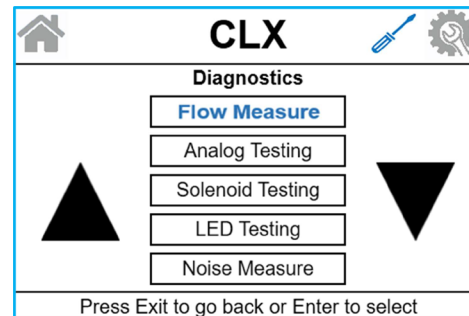 CLX
Diagnostics
Flow Measure
Analog Testing
Solenoid Testing
LED Testing
Noise Measure
Press Exit to go back or Enter to select